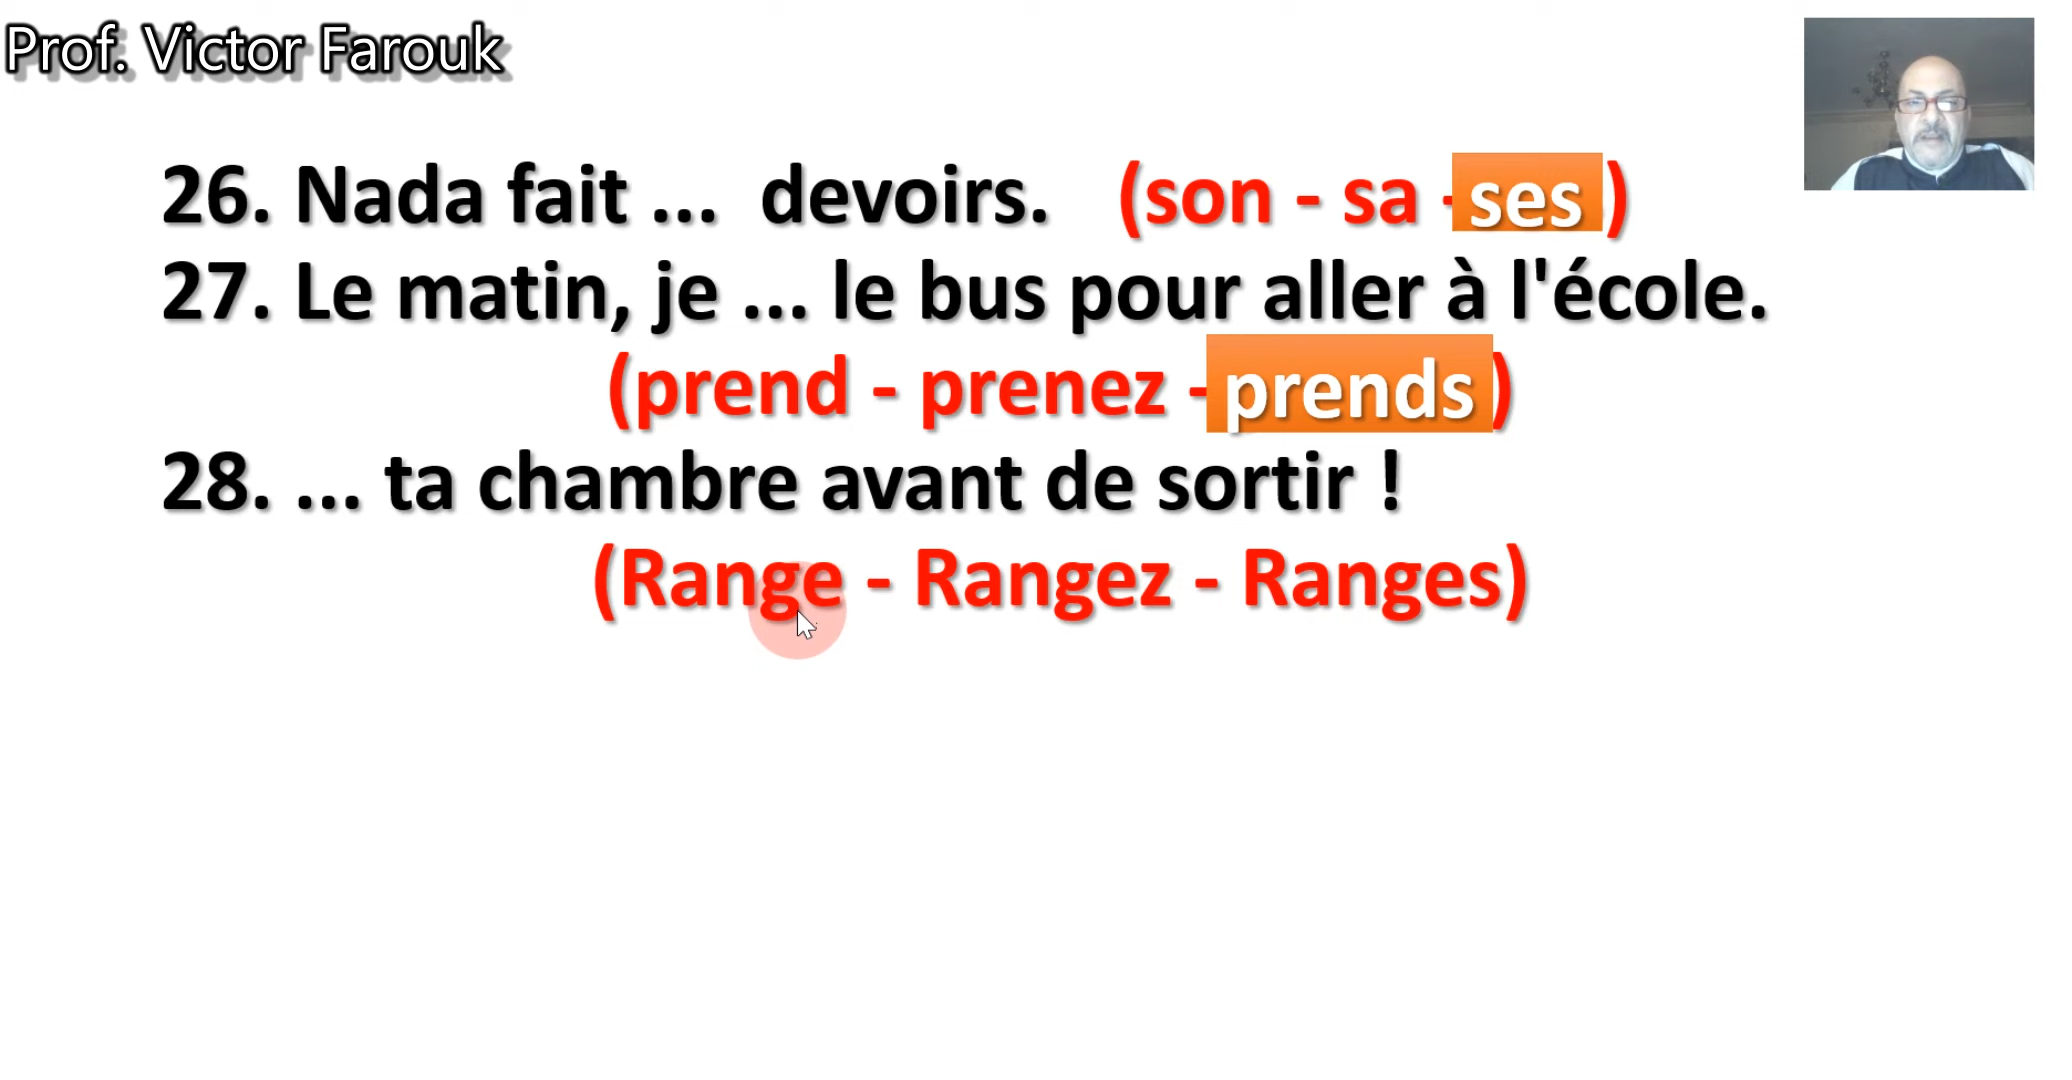 Prof. Victor Farouk
26. Nada fait ... devoirs. (son - sa - ses )
27. Le matin, je ... le bus pour aller à l'école.
(prend - prenez - prends )
28. ... ta chambre avant de sortir !
(Range - Rangez - Ranges)